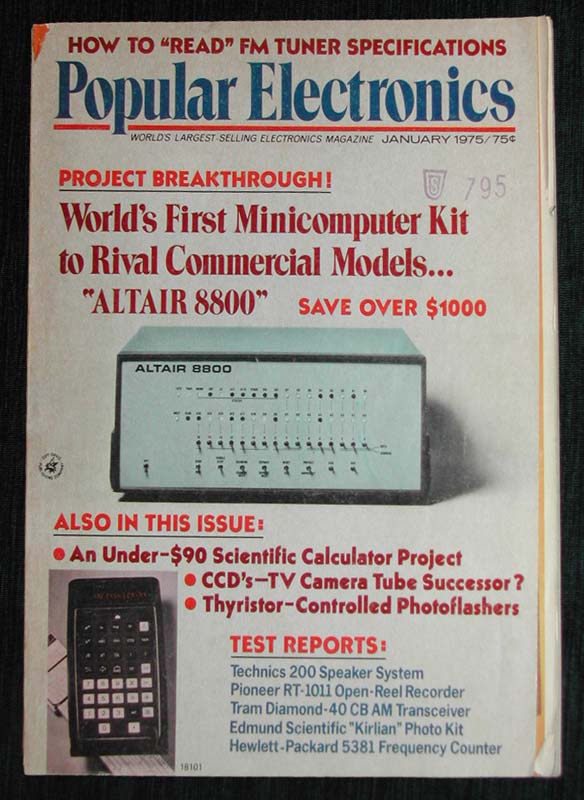 HOW TO “READ” FM TUNER SPECIFICATIONS
Popular Electronics
WORLD'S LARGEST-SELLING ELECTRONICS MAGAZINE JANUARY 1975/75¢
PROJECT BREAKTHROUGH!
795
World's First Minicomputer Kit
to Rival Commercial Models...
"ALTAIR 8800" SAVE OVER $1000
ALTAIR 8800
ALSO IN THIS ISSUE:
• An Under-$90 Scientific Calculator Project
• CCD's—TV Camera Tube Successor?
• Thyristor-Controlled Photoflashers
TEST REPORTS:
Technics 200 Speaker System
Pioneer RT-1011 Open-Reel Recorder
Tram Diamond-40 CB AM Transceiver
Edmund Scientific "Kirlian" Photo Kit
Hewlett-Packard 5381 Frequency Counter
18101